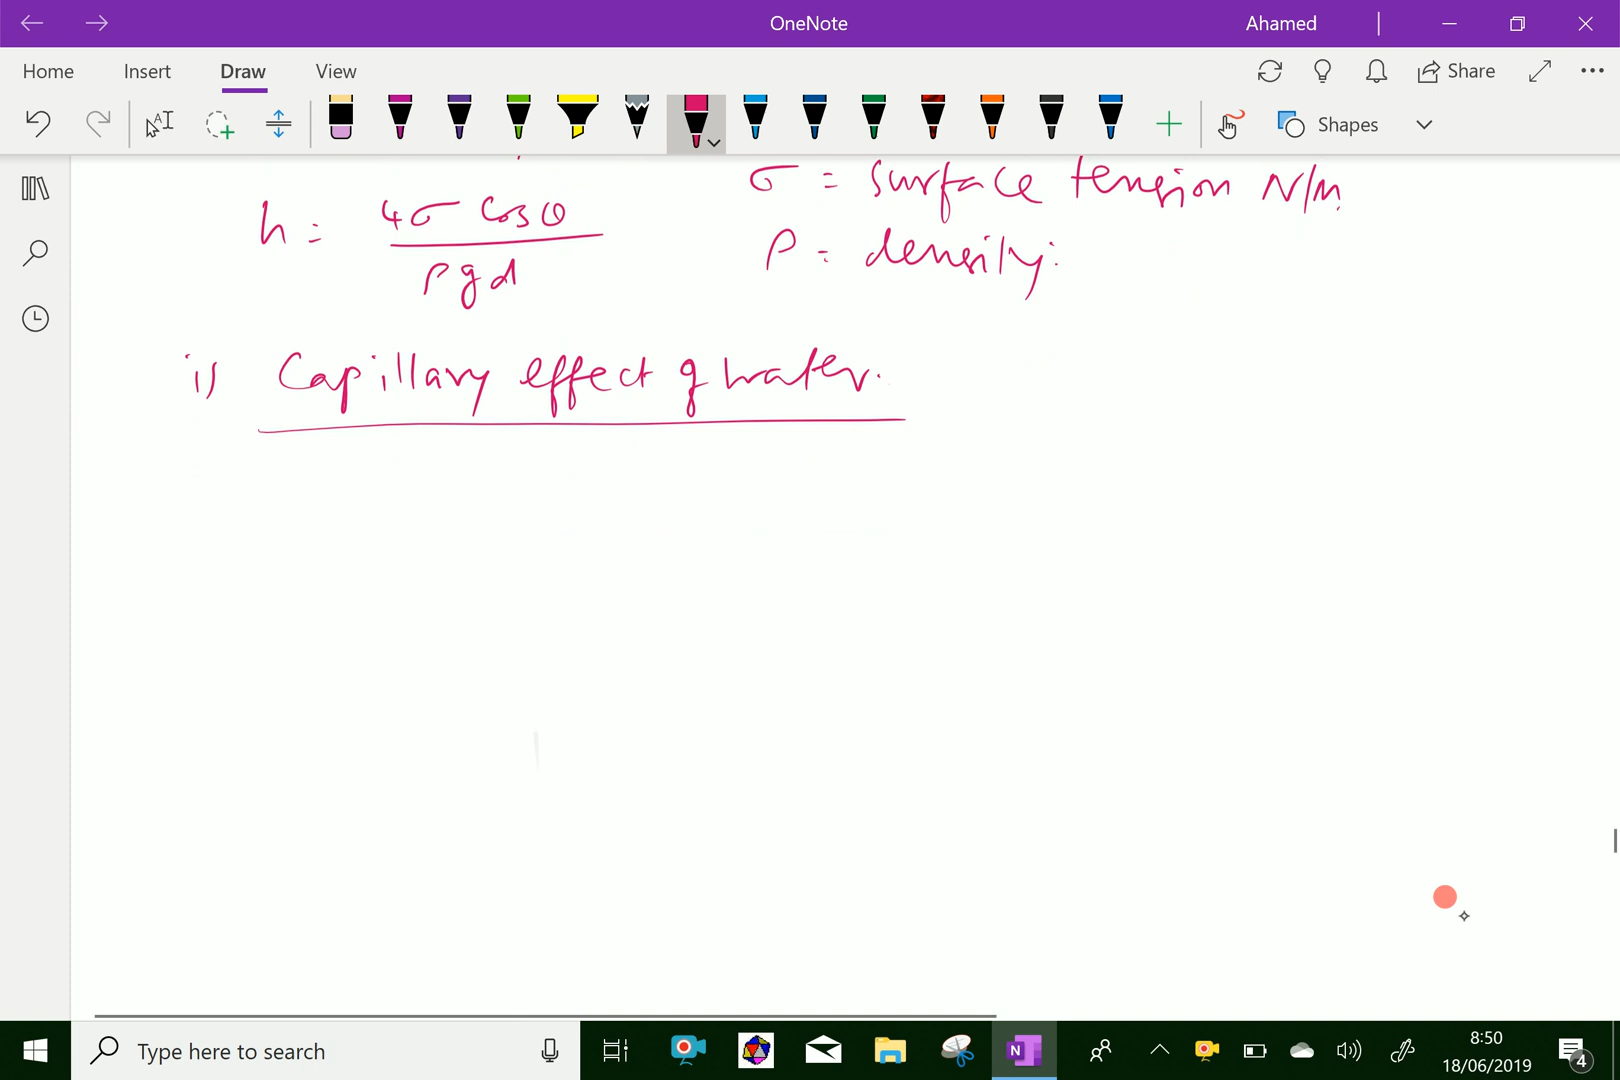 OneNote
Ahamed
Home Insert Draw View
Share
Shapes
σ = Surface tension N/m.
h = 4σ Cosθ / ρgd
ρ = density.
i) Capillary effect of water.
Type here to search
N
8:50
18/06/2019
4